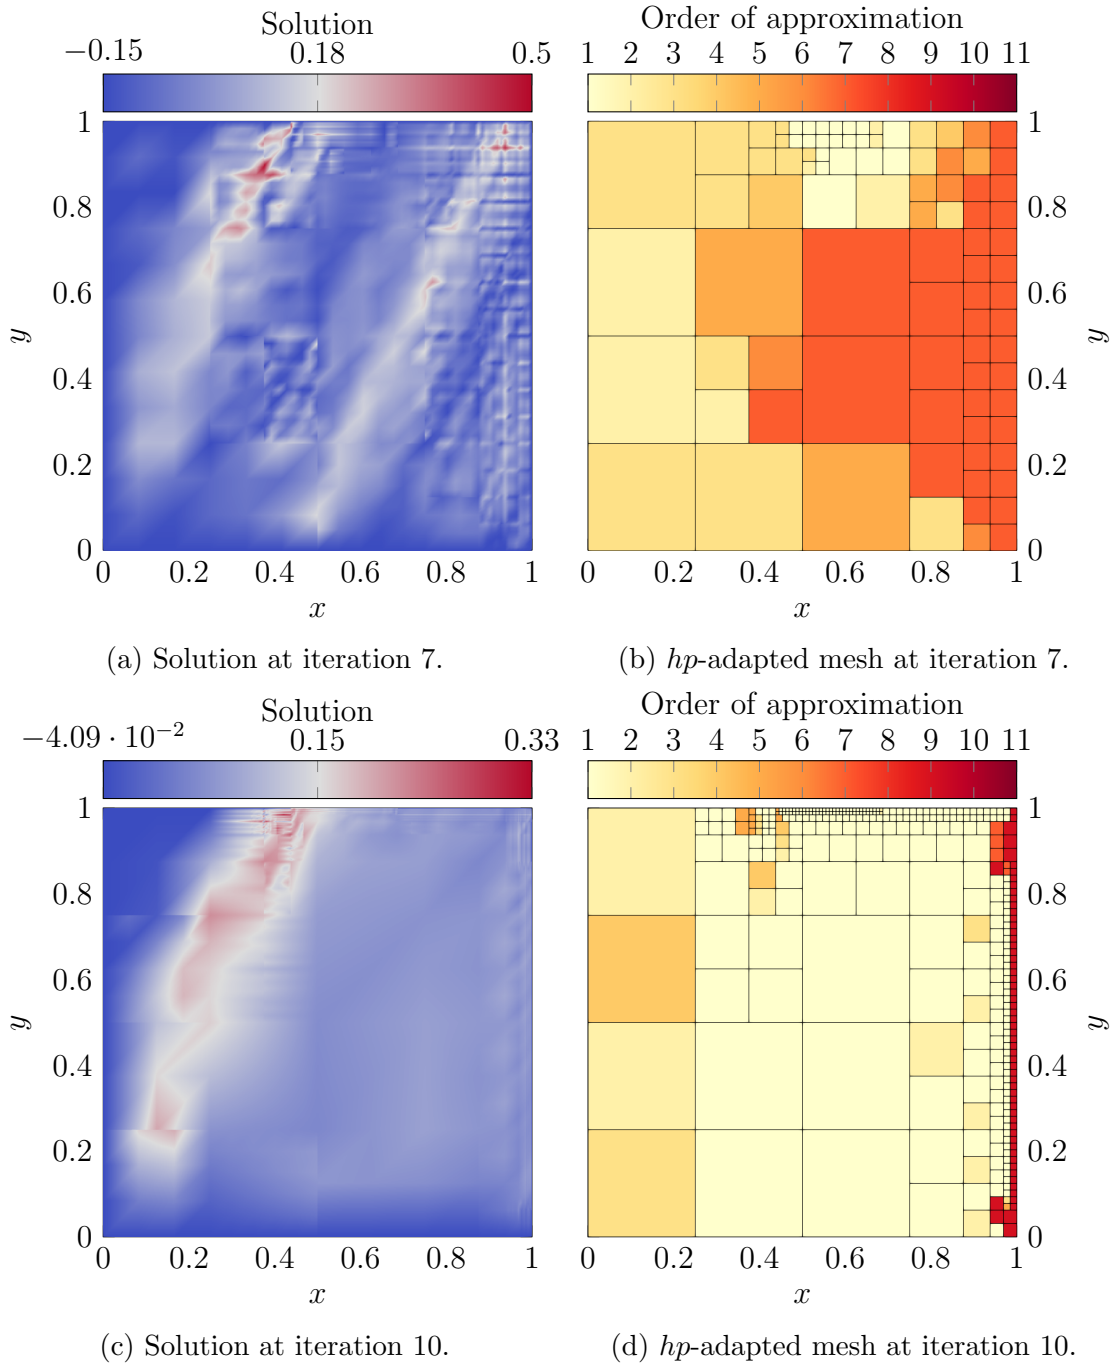 Solution
−0.15 0.18 0.5
1
0.8
0.6
0.4
0.2
0
y
0 0.2 0.4 0.6 0.8 1
x
(a) Solution at iteration 7.
Order of approximation
1 2 3 4 5 6 7 8 9 10 11
1
0.8
0.6
0.4
0.2
0
y
0 0.2 0.4 0.6 0.8 1
x
(b) hp-adapted mesh at iteration 7.
Solution
−4.09 · 10⁻² 0.15 0.33
1
0.8
0.6
0.4
0.2
0
y
0 0.2 0.4 0.6 0.8 1
x
(c) Solution at iteration 10.
Order of approximation
1 2 3 4 5 6 7 8 9 10 11
1
0.8
0.6
0.4
0.2
0
y
0 0.2 0.4 0.6 0.8 1
x
(d) hp-adapted mesh at iteration 10.